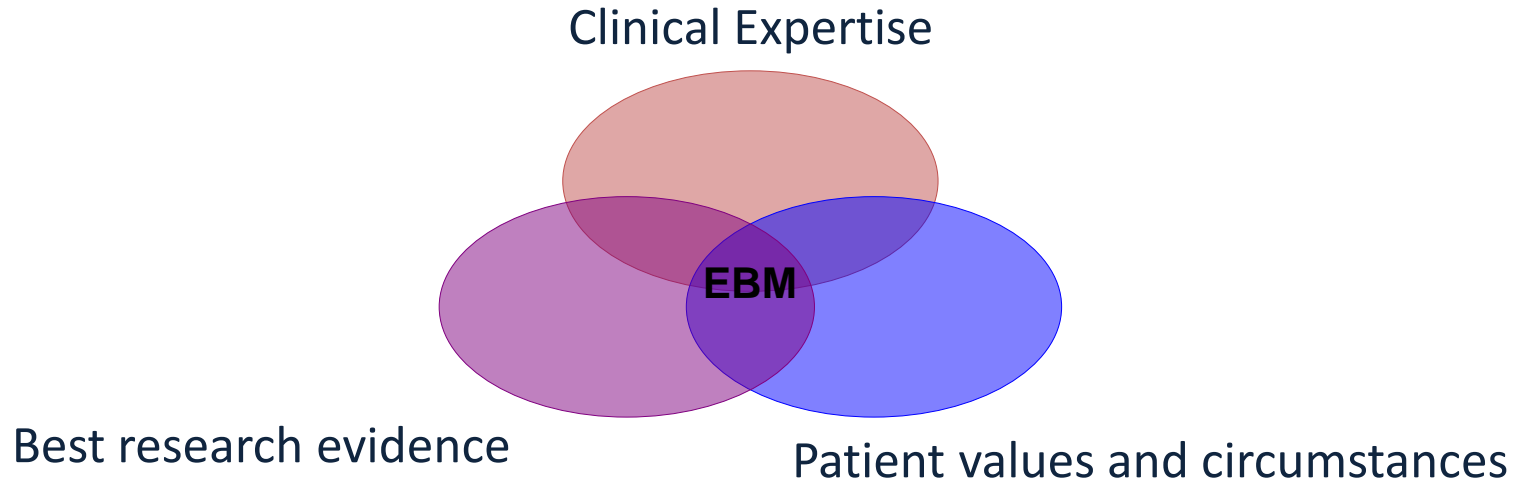 Clinical Expertise
EBM
Best research evidence
Patient values and circumstances